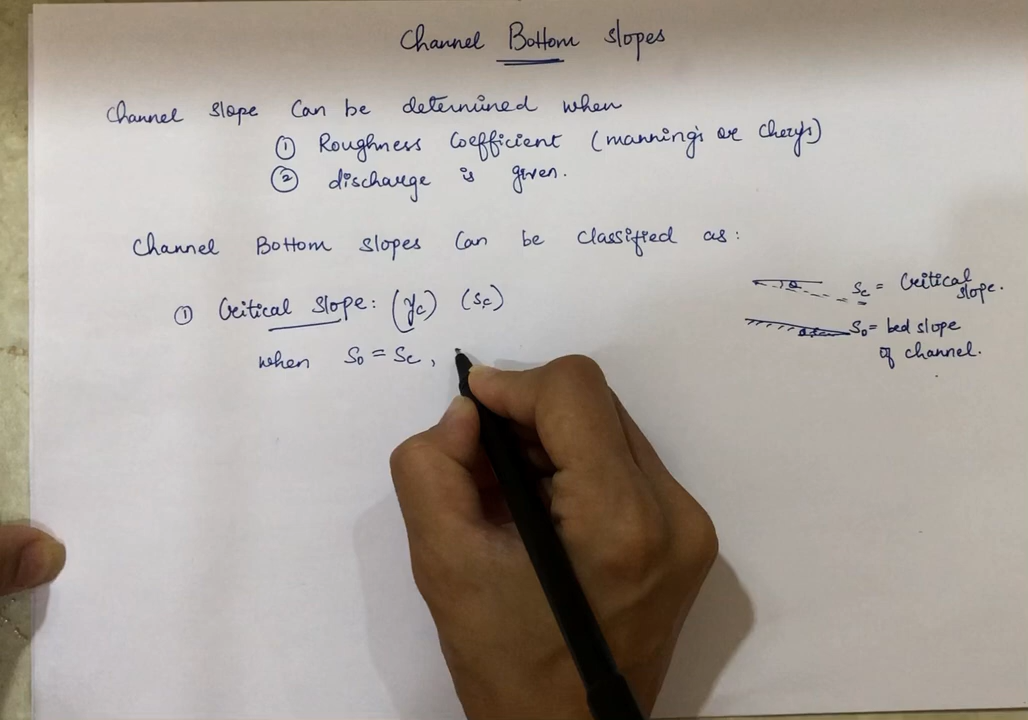 Channel Bottom slopes
Channel slope Can be determined when
① Roughness Coefficient (manning's or Chezy's)
② discharge is given.
Channel Bottom slopes Can be classified as:
① Critical slope: (yc) (Sc)
when S₀ = Sc,
θ
Sc = Critical slope.
S₀ = bed slope
of channel.